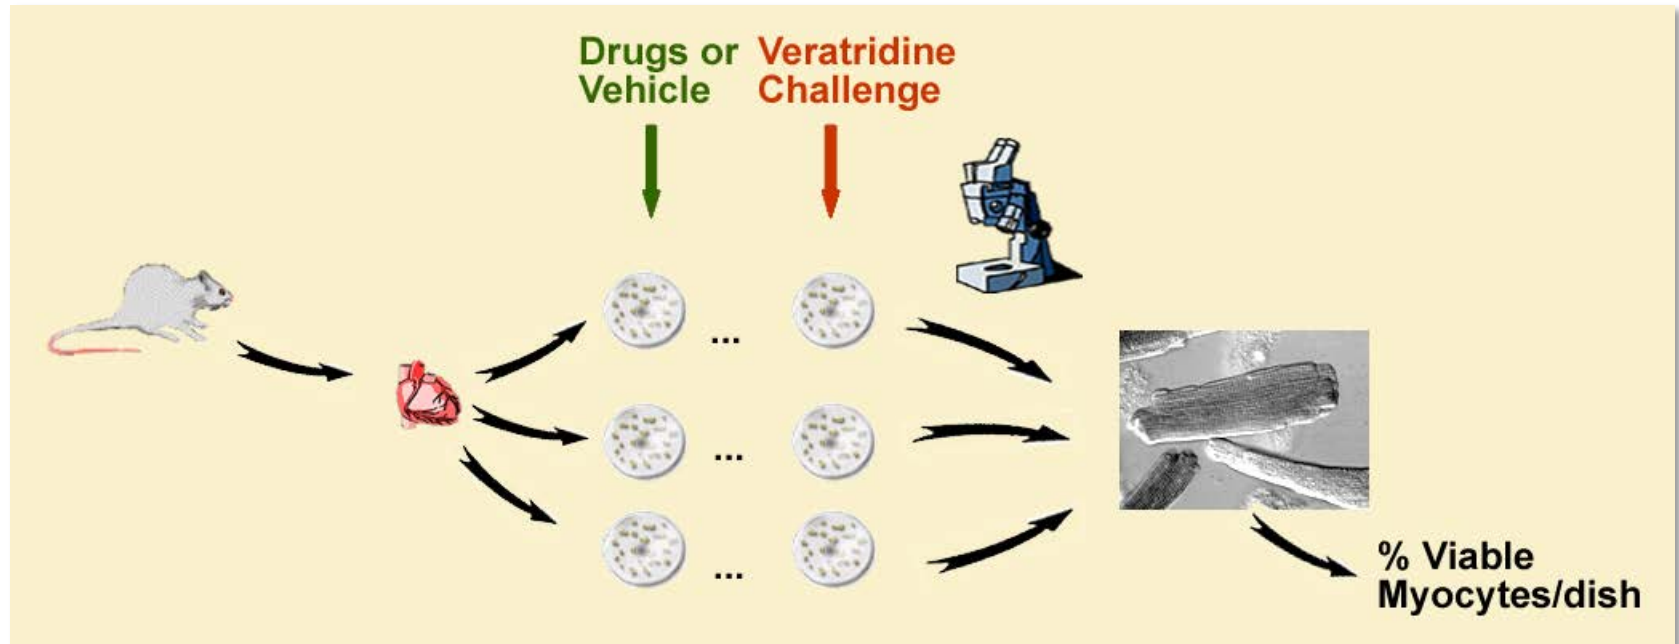 Drugs or
Vehicle
Veratridine
Challenge
...
...
...
% Viable
Myocytes/dish